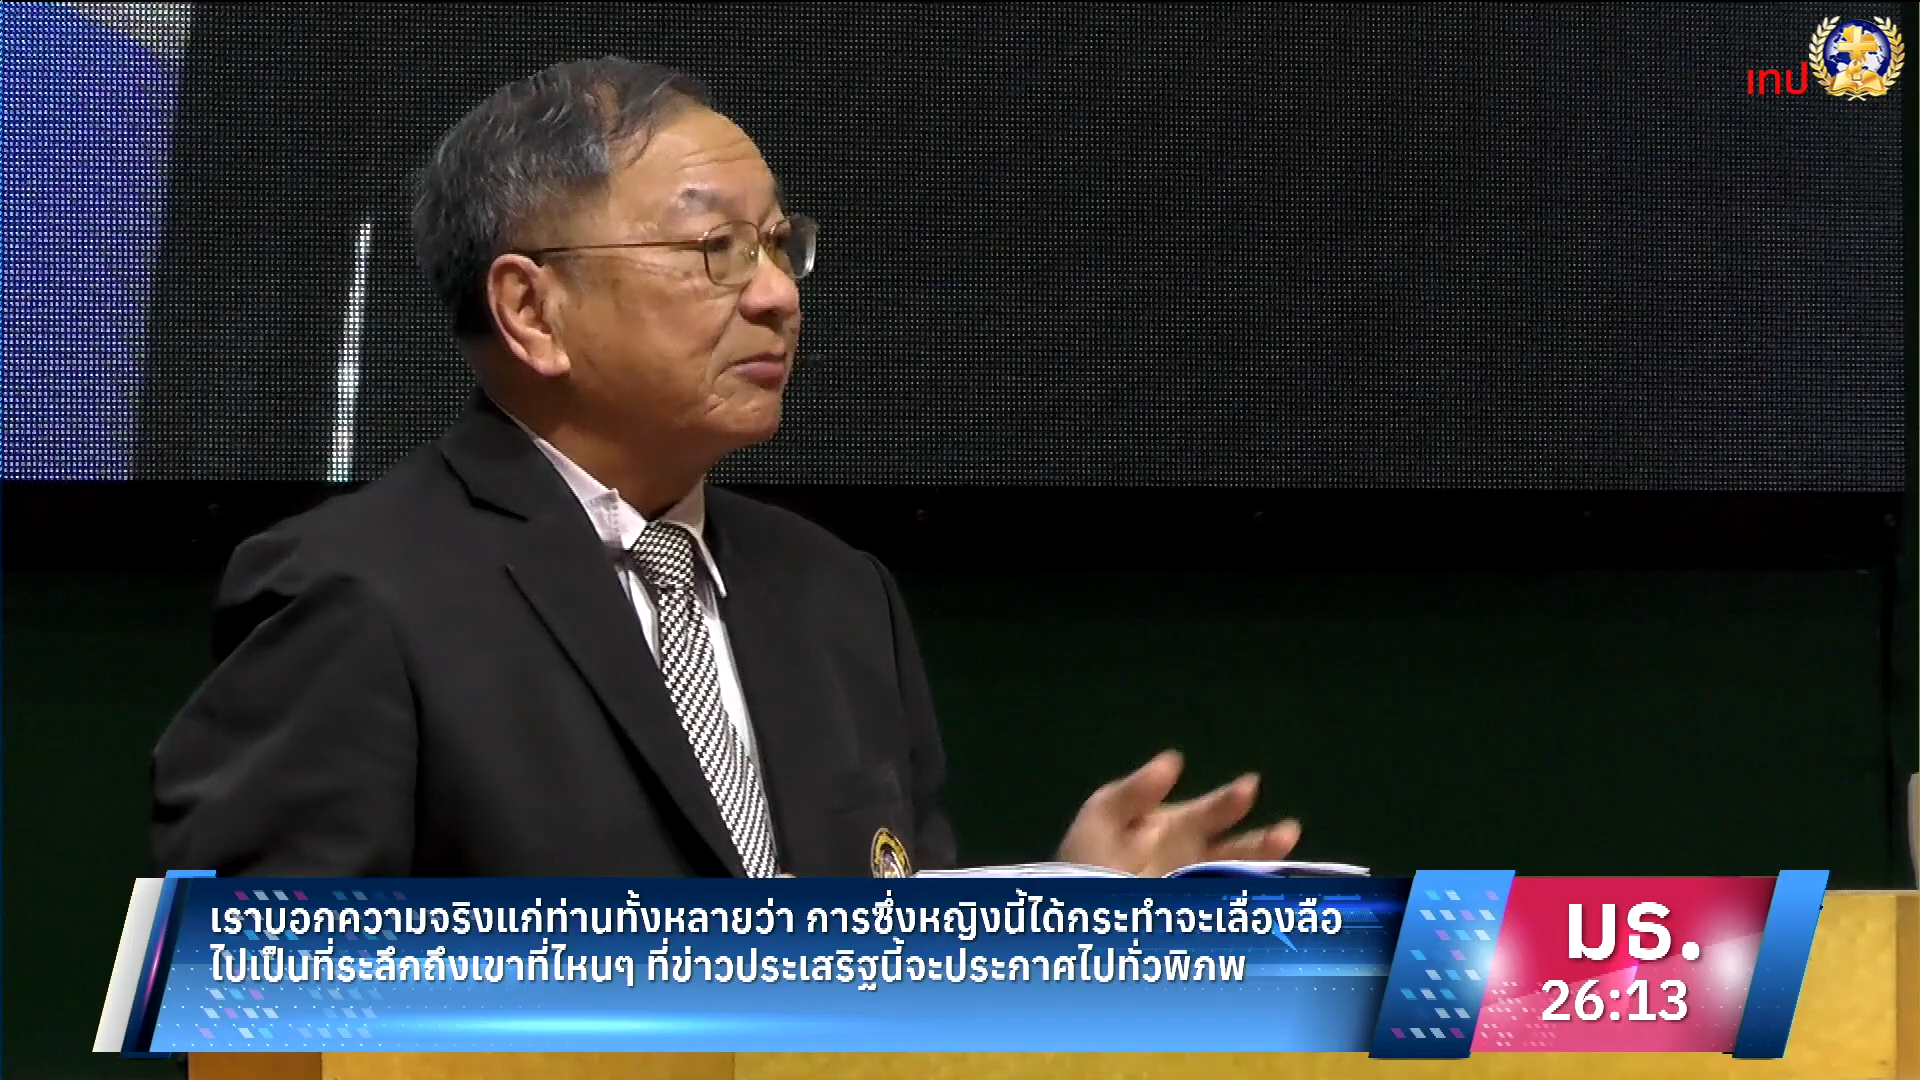 เทป
เราบอกความจริงแก่ท่านทั้งหลายว่า การซึ่งหญิงนี้ได้กระทำจะเลื่องลือ
ไปเป็นที่ระลึกถึงเขาที่ไหนๆ ที่ข่าวประเสริฐนี้จะประกาศไปทั่วพิภพ
มธ.
26:13